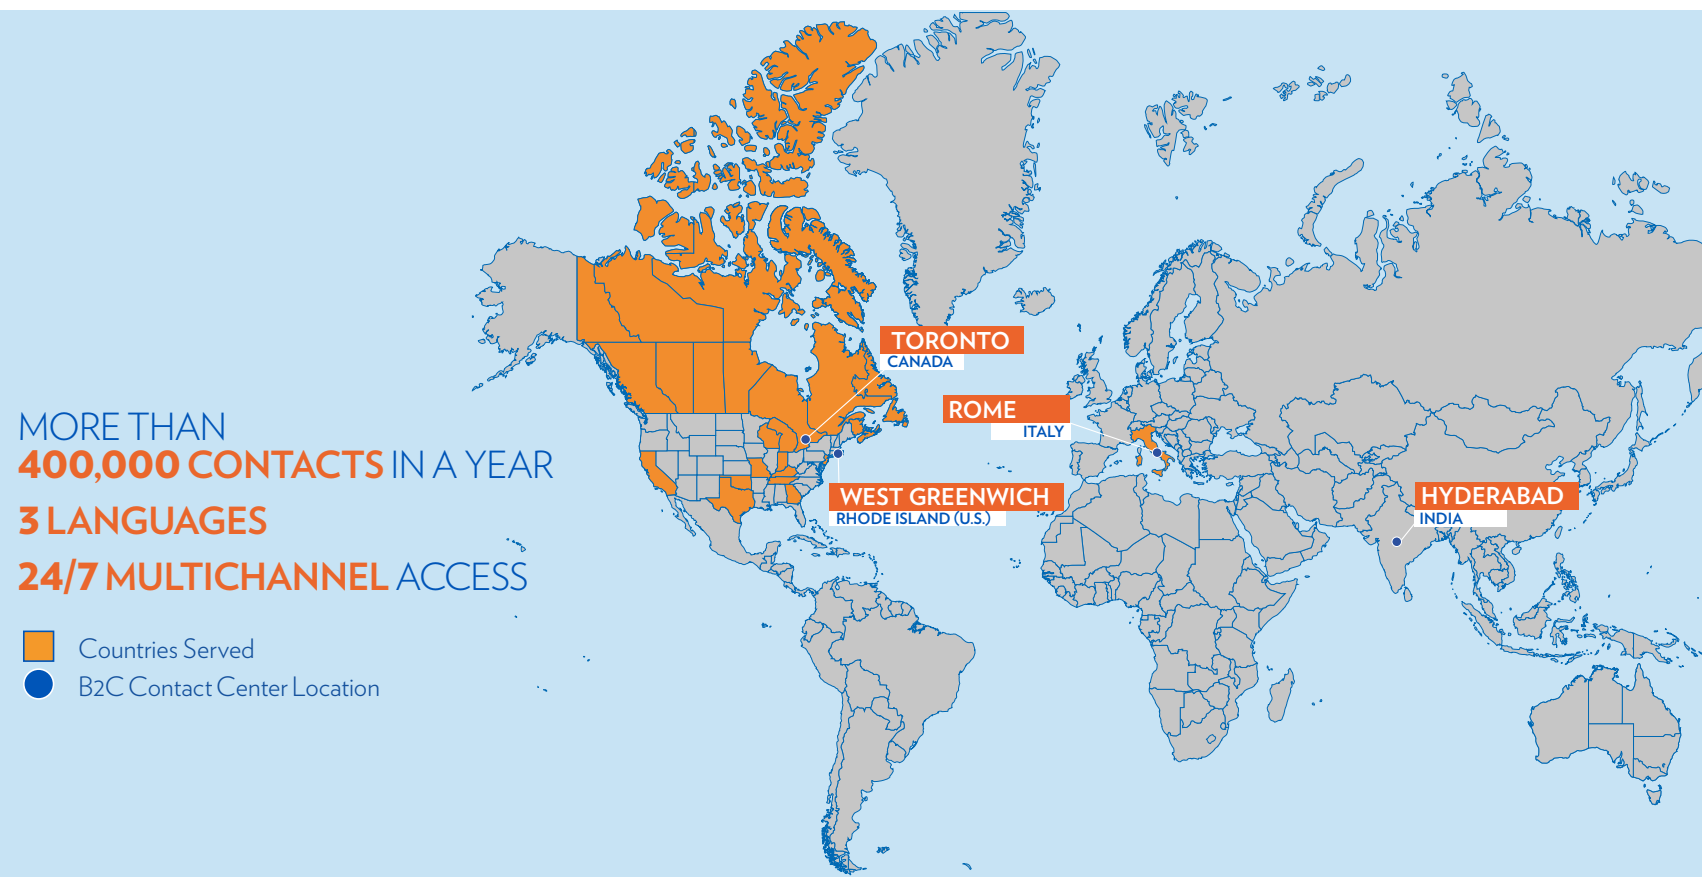 MORE THAN
400,000 CONTACTS IN A YEAR
3 LANGUAGES
24/7 MULTICHANNEL ACCESS
Countries Served
B2C Contact Center Location
TORONTO
CANADA
ROME
ITALY
WEST GREENWICH
RHODE ISLAND (U.S.)
HYDERABAD
INDIA